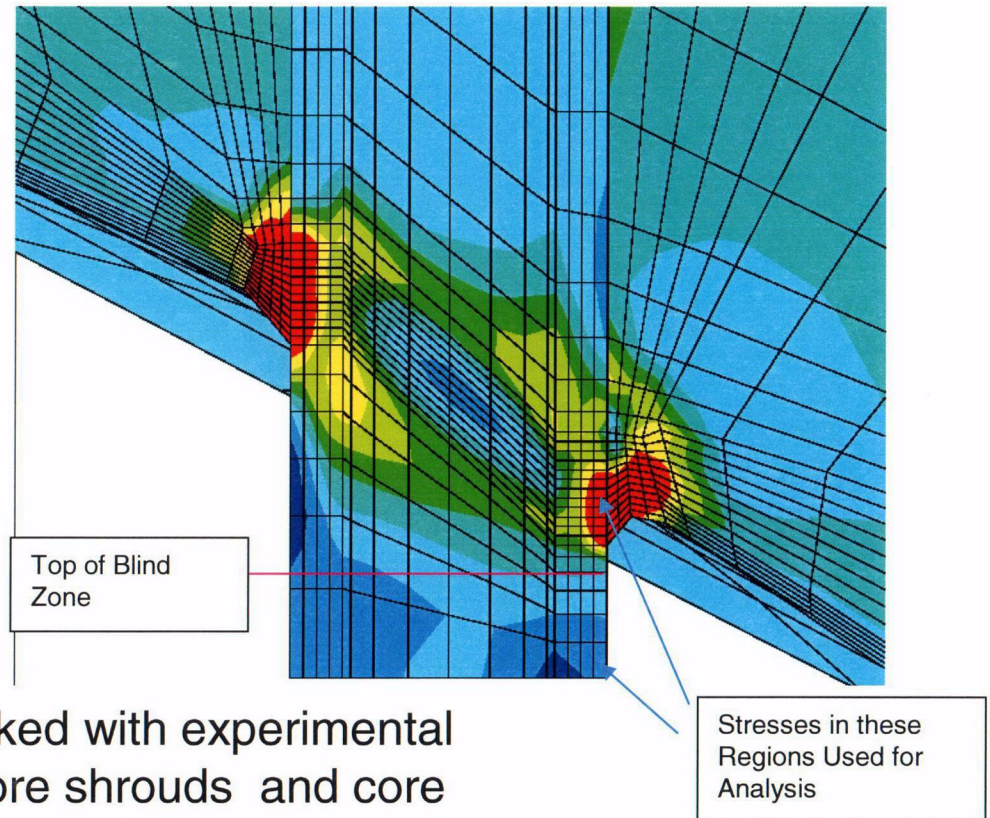 Top of Blind
Zone
ked with experimental
ore shrouds and core
Stresses in these
Regions Used for
Analysis